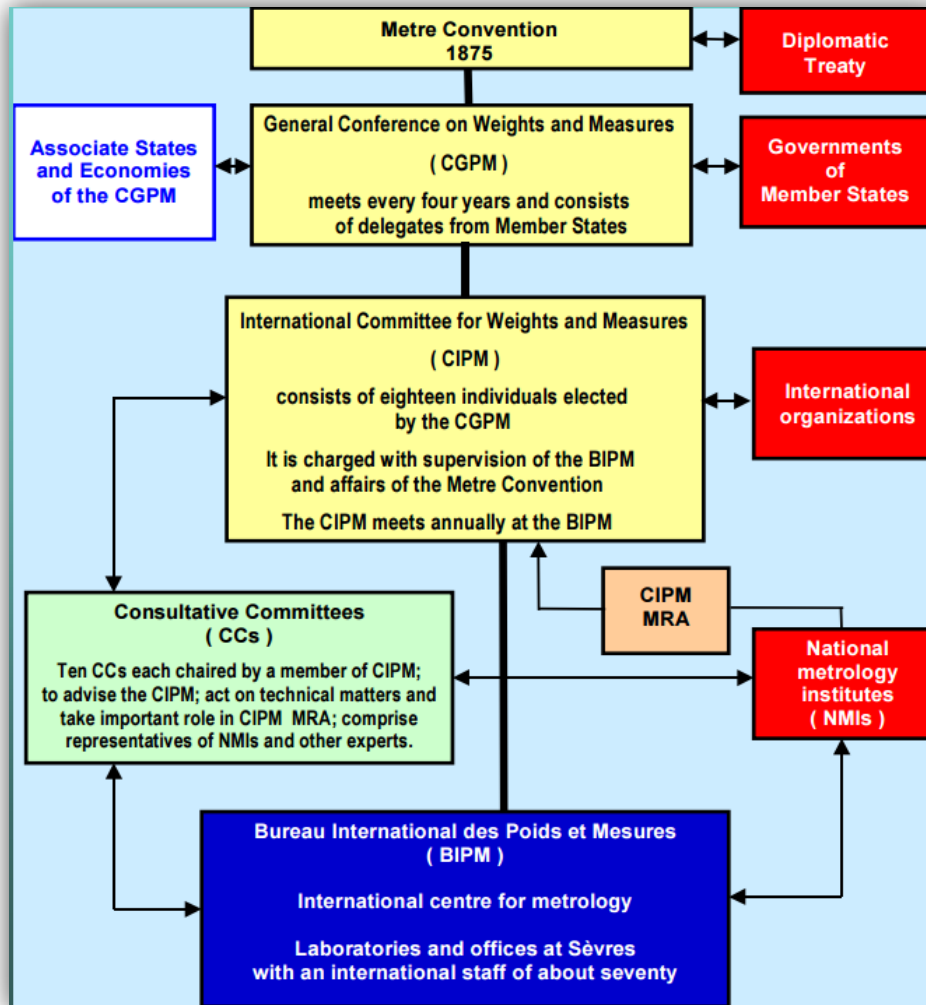 Metre Convention
1875
Diplomatic
Treaty
Associate States
and Economies
of the CGPM
General Conference on Weights and Measures
( CGPM )
meets every four years and consists
of delegates from Member States
Governments
of
Member States
International Committee for Weights and Measures
( CIPM )
consists of eighteen individuals elected
by the CGPM
It is charged with supervision of the BIPM
and affairs of the Metre Convention
The CIPM meets annually at the BIPM
International
organizations
CIPM
MRA
Consultative Committees
( CCs )
Ten CCs each chaired by a member of CIPM;
to advise the CIPM; act on technical matters and
take important role in CIPM MRA; comprise
representatives of NMIs and other experts.
National
metrology
institutes
( NMIs )
Bureau International des Poids et Mesures
( BIPM )
International centre for metrology
Laboratories and offices at Sèvres
with an international staff of about seventy